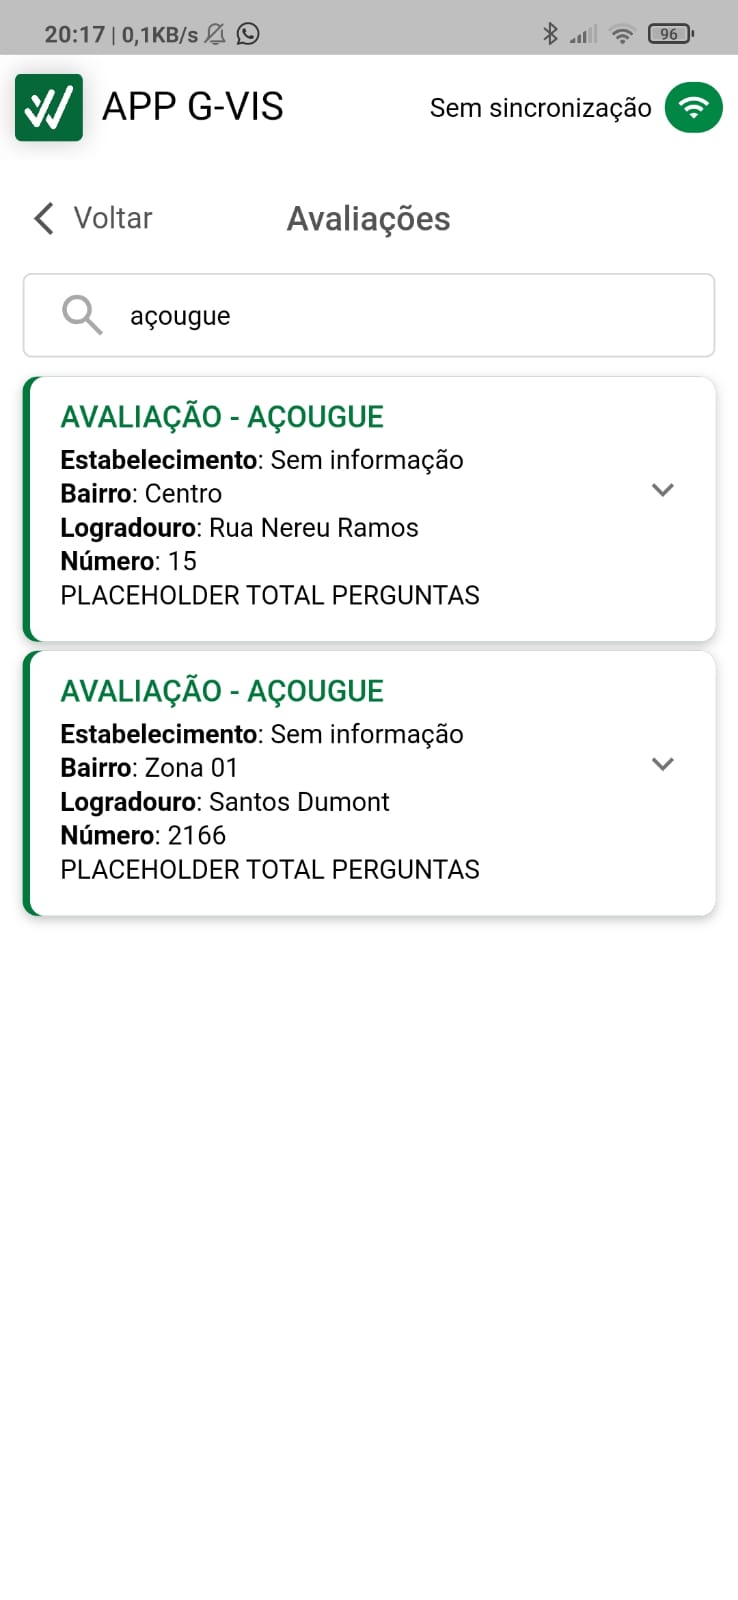 20:17 | 0,1KB/s
96
APP G-VIS
Sem sincronização
Voltar
Avaliações
açougue
AVALIAÇÃO - AÇOUGUE
Estabelecimento: Sem informação
Bairro: Centro
Logradouro: Rua Nereu Ramos
Número: 15
PLACEHOLDER TOTAL PERGUNTAS
AVALIAÇÃO - AÇOUGUE
Estabelecimento: Sem informação
Bairro: Zona 01
Logradouro: Santos Dumont
Número: 2166
PLACEHOLDER TOTAL PERGUNTAS